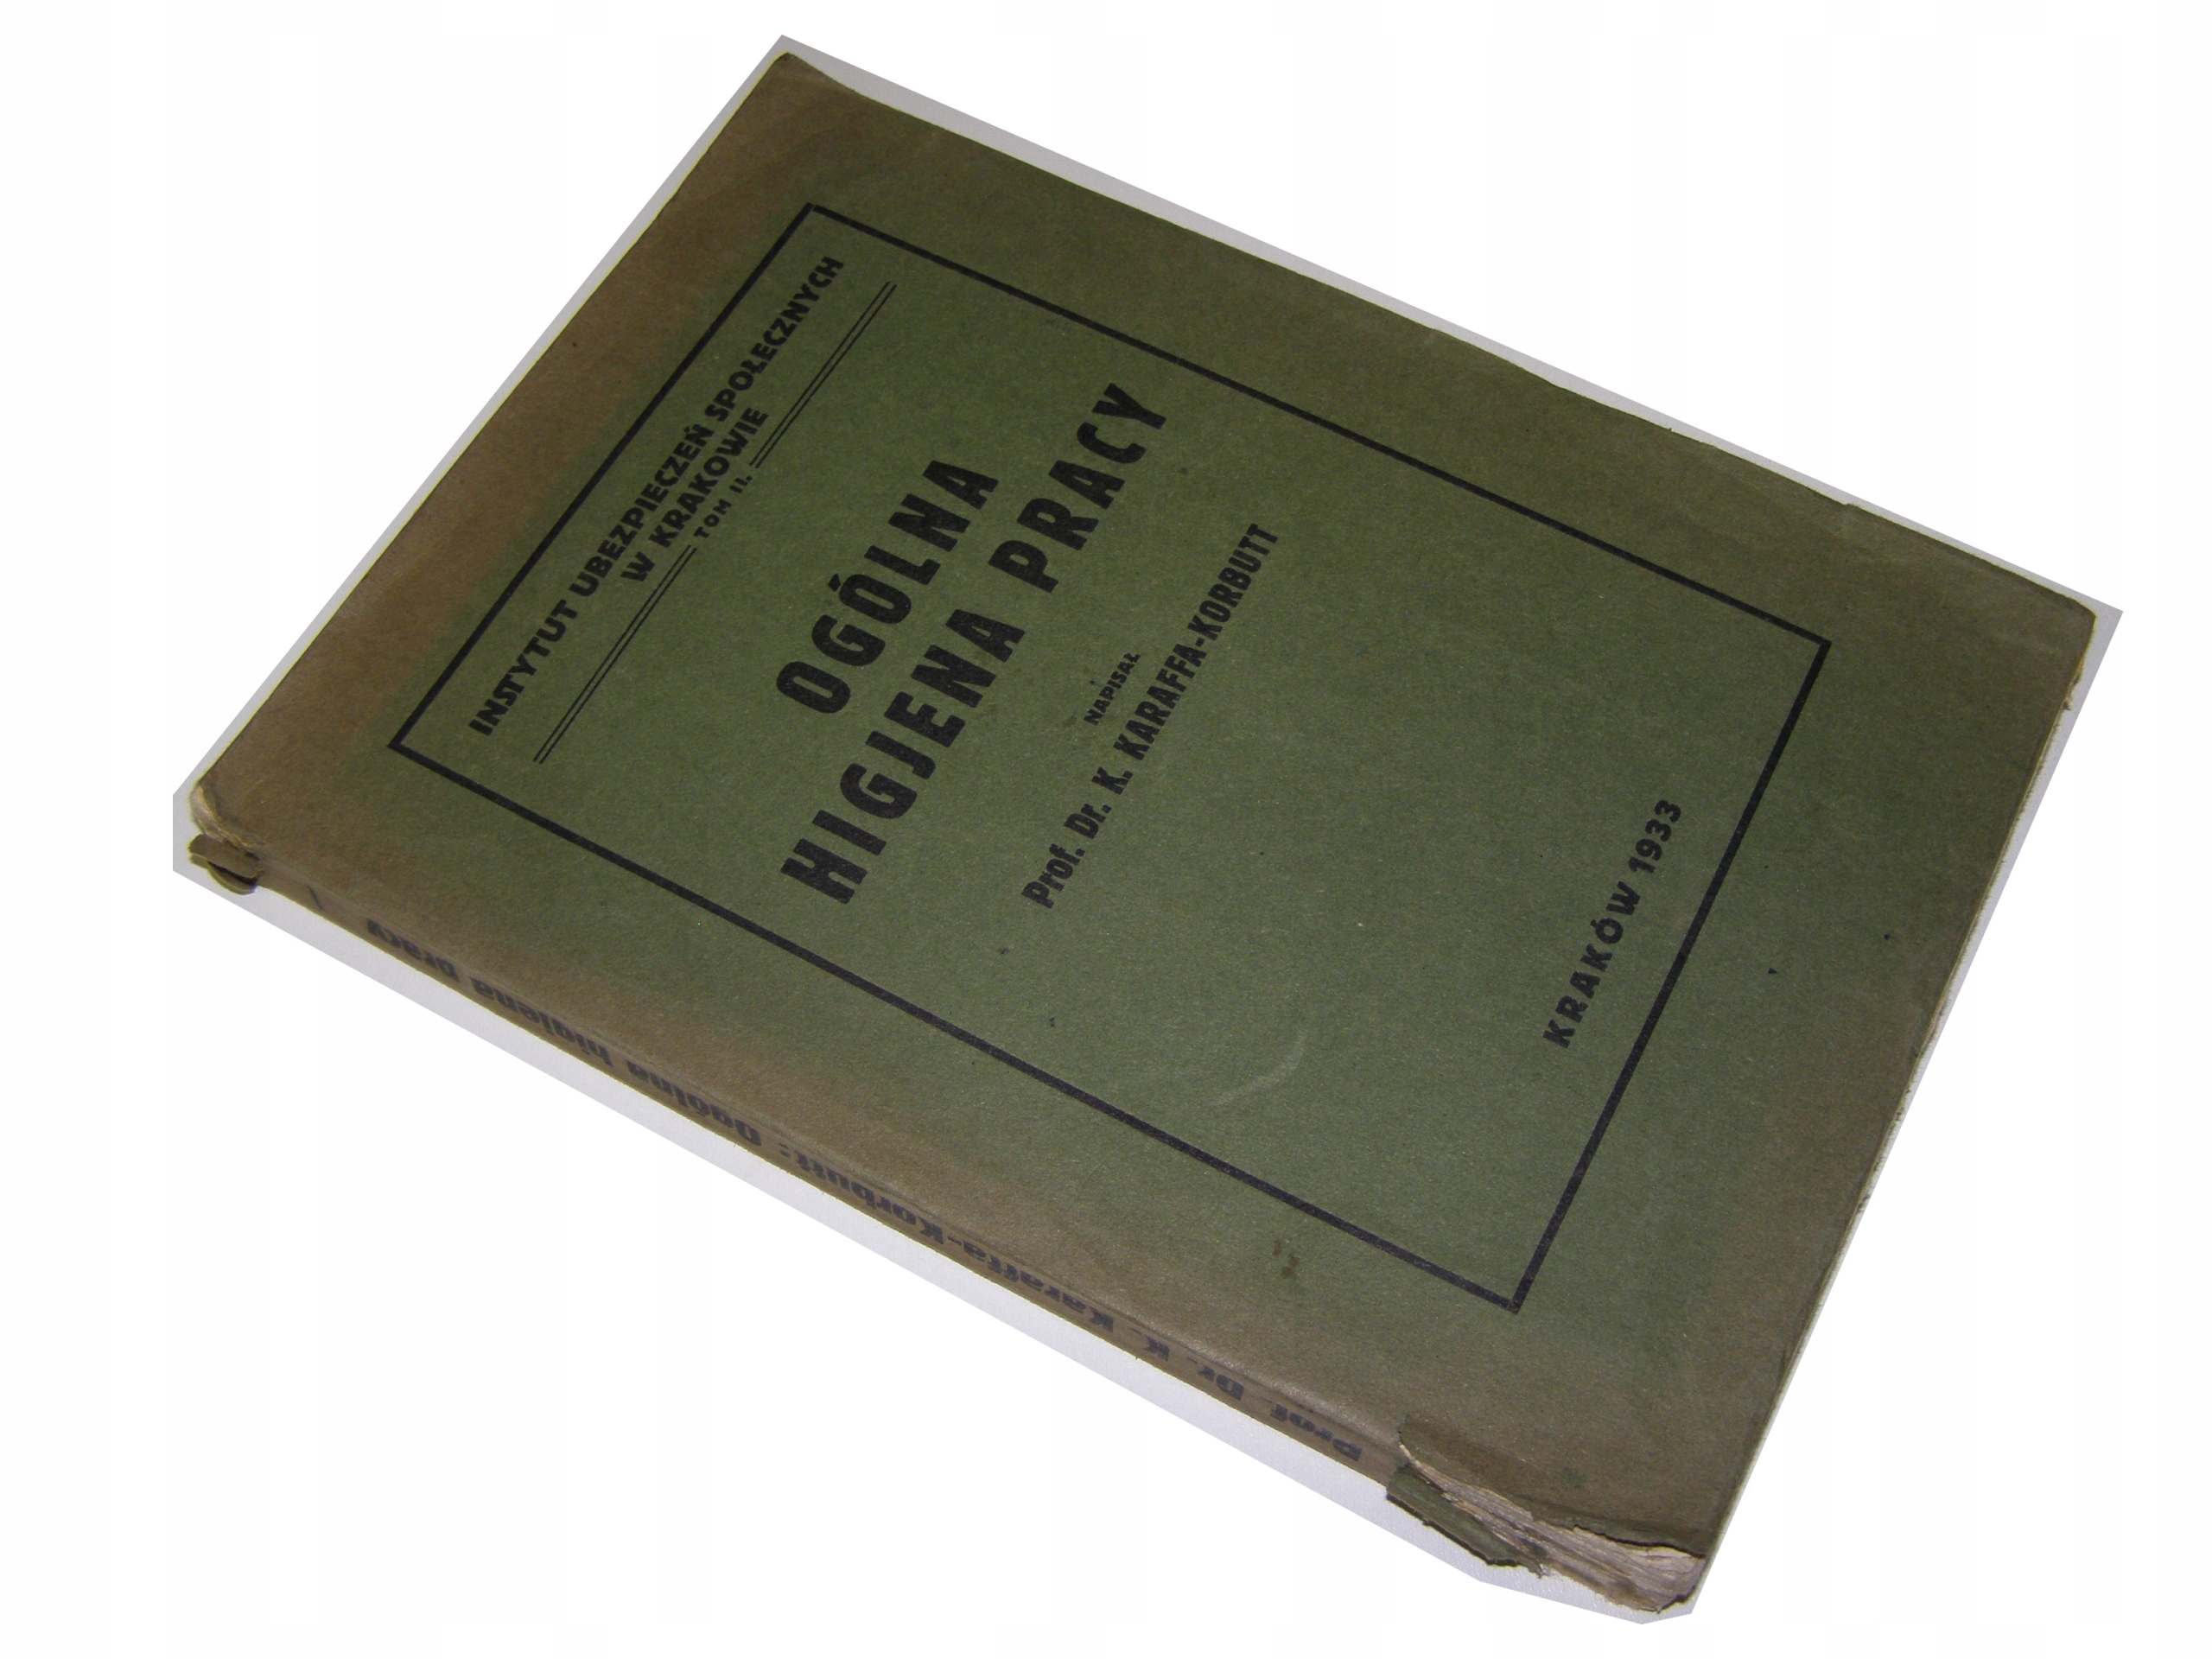 INSTYTUT UBEZPIECZEŃ SPOŁECZNYCH
W KRAKOWIE
TOM II.
OGÓLNA
HIGJENA PRACY
NAPISAŁ
Prof. Dr. K. KARAFFA-KORBUTT
KRAKÓW 1933
Prof. Dr. K. Karaffa-Korbutt: Ogólna higjena pracy